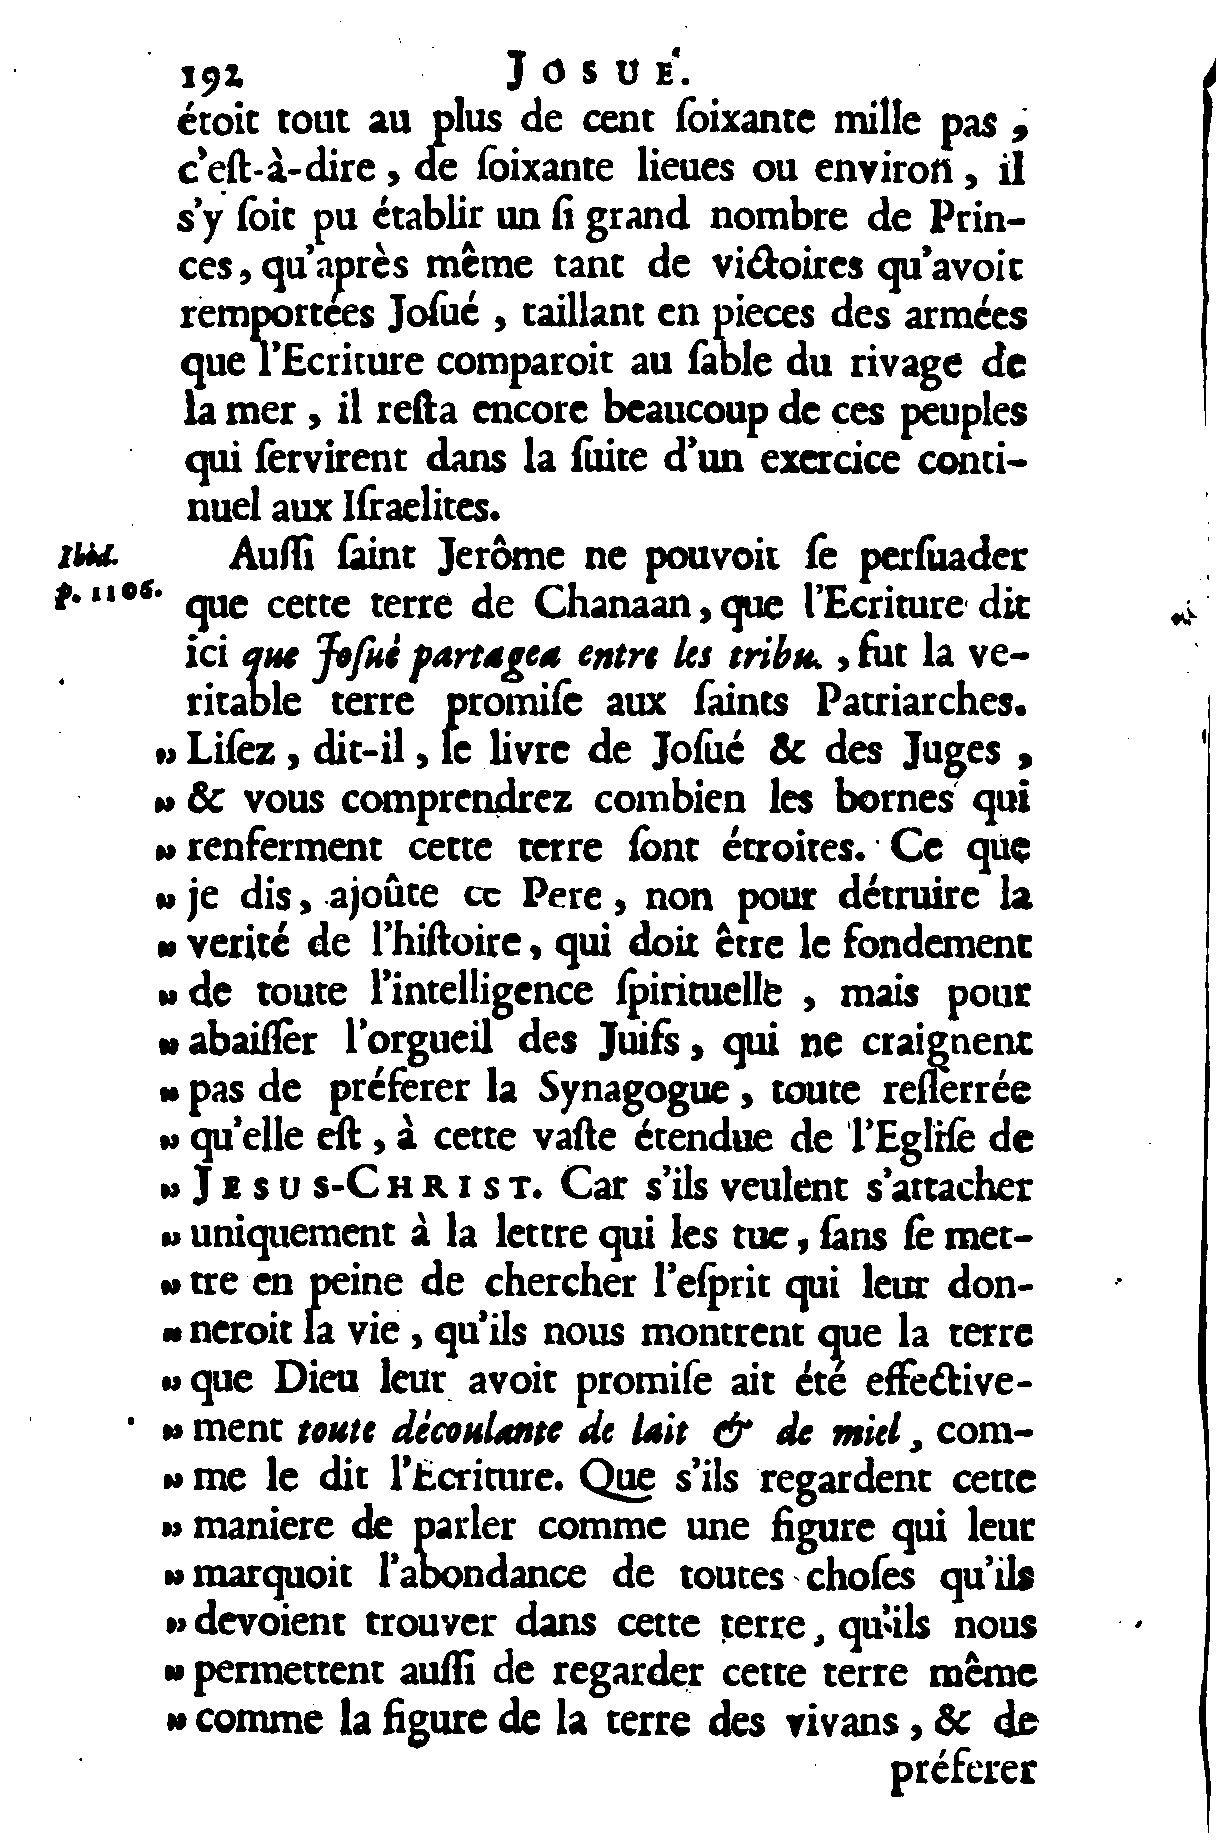 192 JOSUÉ.
étoit tout au plus de cent ſoixante mille pas ,
c'eſt-à-dire , de ſoixante lieues ou environ , il
s'y ſoit pu établir un ſi grand nombre de Prin-
ces , qu'après même tant de victoires qu'avoit
remportées Joſué , taillant en pieces des armées
que l'Ecriture comparoit au ſable du rivage de
la mer , il reſta encore beaucoup de ces peuples
qui ſervirent dans la ſuite d'un exercice conti-
nuel aux Iſraelites.
Ibid.
p. 1106.
Auſſi ſaint Jerôme ne pouvoit ſe perſuader
que cette terre de Chanaan , que l'Ecriture dit
ici que Joſué partagea entre les tribu. , fut la ve-
ritable terre promiſe aux ſaints Patriarches.
„ Liſez , dit-il , le livre de Joſué & des Juges ,
„ & vous comprendrez combien les bornes qui
„ renferment cette terre ſont étroites. Ce que
„ je dis , ajoûte ce Pere , non pour détruire la
„ verité de l'hiſtoire , qui doit être le fondement
„ de toute l'intelligence ſpirituelle , mais pour
„ abaiſſer l'orgueil des Juifs , qui ne craignent
„ pas de préferer la Synagogue , toute reſſerrée
„ qu'elle eſt , à cette vaſte étendue de l'Egliſe de
„ JESUS-CHRIST. Car s'ils veulent s'attacher
„ uniquement à la lettre qui les tue , ſans ſe met-
„ tre en peine de chercher l'eſprit qui leur don-
„ neroit la vie , qu'ils nous montrent que la terre
„ que Dieu leur avoit promiſe ait été effective-
„ ment toute découlante de lait & de miel , com-
„ me le dit l'Ecriture. Que s'ils regardent cette
„ maniere de parler comme une figure qui leur
„ marquoit l'abondance de toutes choſes qu'ils
„ devoient trouver dans cette terre , qu'ils nous
„ permettent auſſi de regarder cette terre même
„ comme la figure de la terre des vivans , & de
préferer